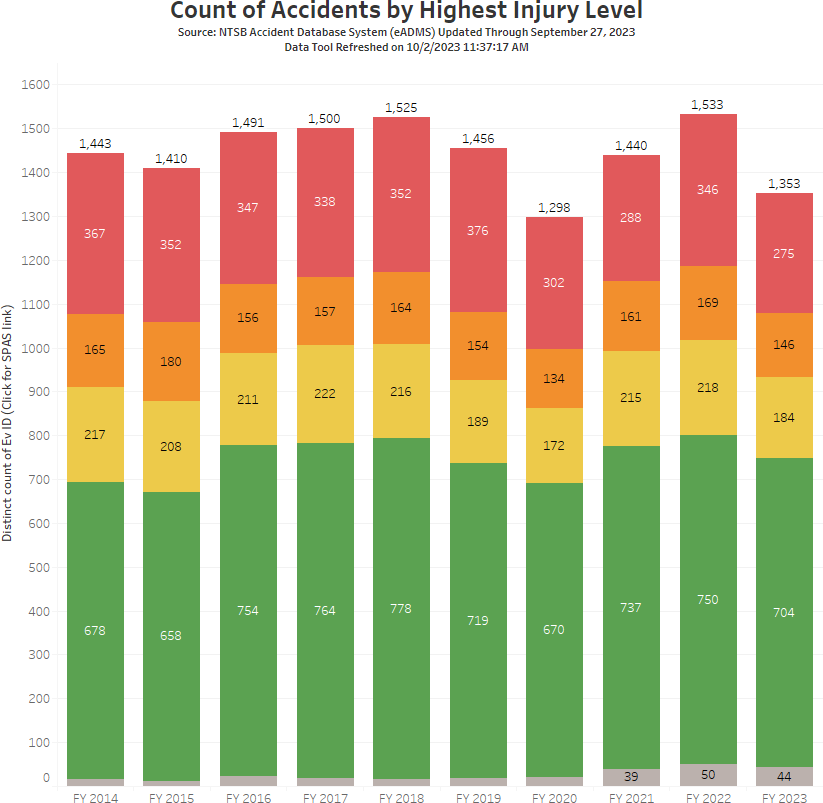 Count of Accidents by Highest Injury Level
Source: NTSB Accident Database System (eADMS) Updated Through September 27, 2023
Data Tool Refreshed on 10/2/2023 11:37:17 AM
Distinct count of Ev ID (Click for SPAS link)
1600
1500
1400
1300
1200
1100
1000
900
800
700
600
500
400
300
200
100
0
1,443 1,410 1,491 1,500 1,525 1,456 1,298 1,440 1,533 1,353
367 352 347 338 352 376 302 288 346 275
165 180 156 157 164 154 134 161 169 146
217 208 211 222 216 189 172 215 218 184
678 658 754 764 778 719 670 737 750 704
39 50 44
FY 2014 FY 2015 FY 2016 FY 2017 FY 2018 FY 2019 FY 2020 FY 2021 FY 2022 FY 2023